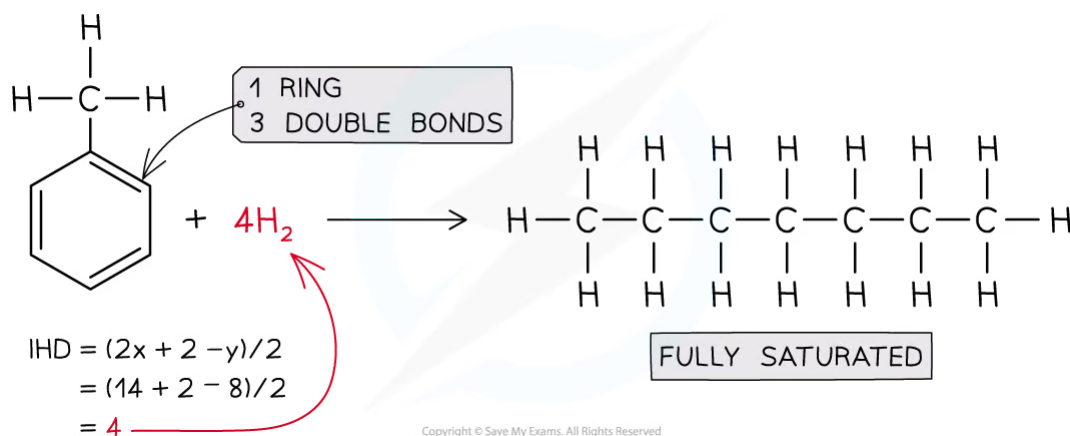 H
H—C—H
1 RING
3 DOUBLE BONDS
+ 4H₂
H H H H H H H
H—C—C—C—C—C—C—C—H
H H H H H H H
IHD = (2x + 2 - y)/2
= (14 + 2 - 8)/2
= 4
FULLY SATURATED
Copyright © Save My Exams. All Rights Reserved